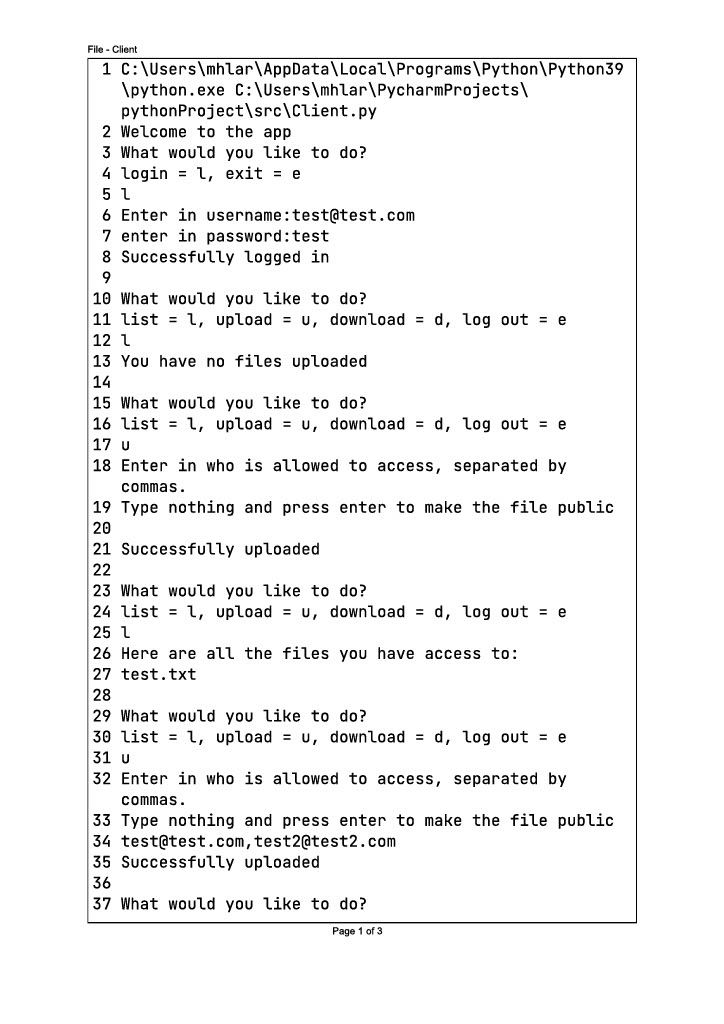 File - Client
1 C:\Users\mhlar\AppData\Local\Programs\Python\Python39
\python.exe C:\Users\mhlar\PycharmProjects\
pythonProject\src\Client.py
2 Welcome to the app
3 What would you like to do?
4 login = l, exit = e
5 l
6 Enter in username:test@test.com
7 enter in password:test
8 Successfully logged in
9
10 What would you like to do?
11 list = l, upload = u, download = d, log out = e
12 l
13 You have no files uploaded
14
15 What would you like to do?
16 list = l, upload = u, download = d, log out = e
17 u
18 Enter in who is allowed to access, separated by
commas.
19 Type nothing and press enter to make the file public
20
21 Successfully uploaded
22
23 What would you like to do?
24 list = l, upload = u, download = d, log out = e
25 l
26 Here are all the files you have access to:
27 test.txt
28
29 What would you like to do?
30 list = l, upload = u, download = d, log out = e
31 u
32 Enter in who is allowed to access, separated by
commas.
33 Type nothing and press enter to make the file public
34 test@test.com,test2@test2.com
35 Successfully uploaded
36
37 What would you like to do?
Page 1 of 3